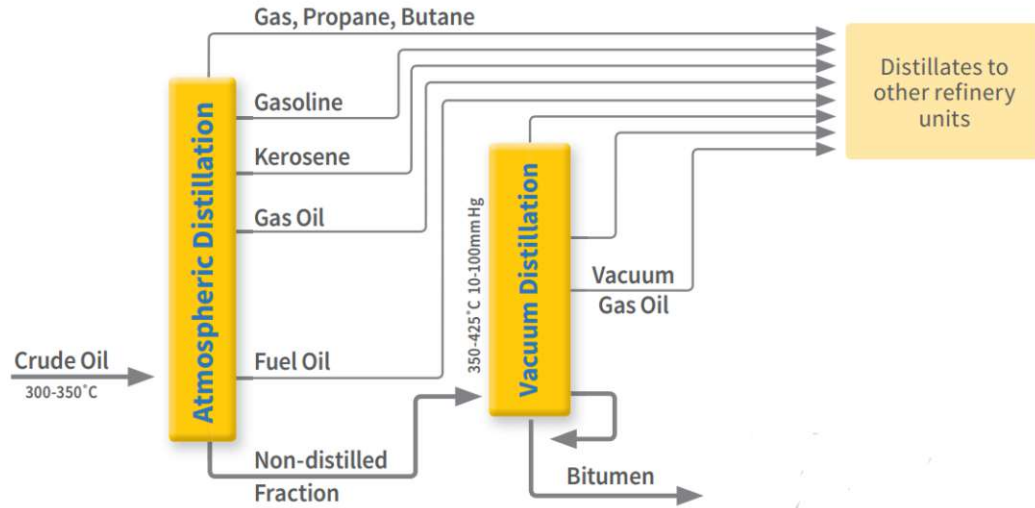 Gas, Propane, Butane
Gasoline
Kerosene
Gas Oil
Fuel Oil
Crude Oil
300-350°C
Atmospheric Distillation
Non-distilled
Fraction
350-425°C 10-100mm Hg
Vacuum Distillation
Vacuum
Gas Oil
Bitumen
Distillates to
other refinery
units